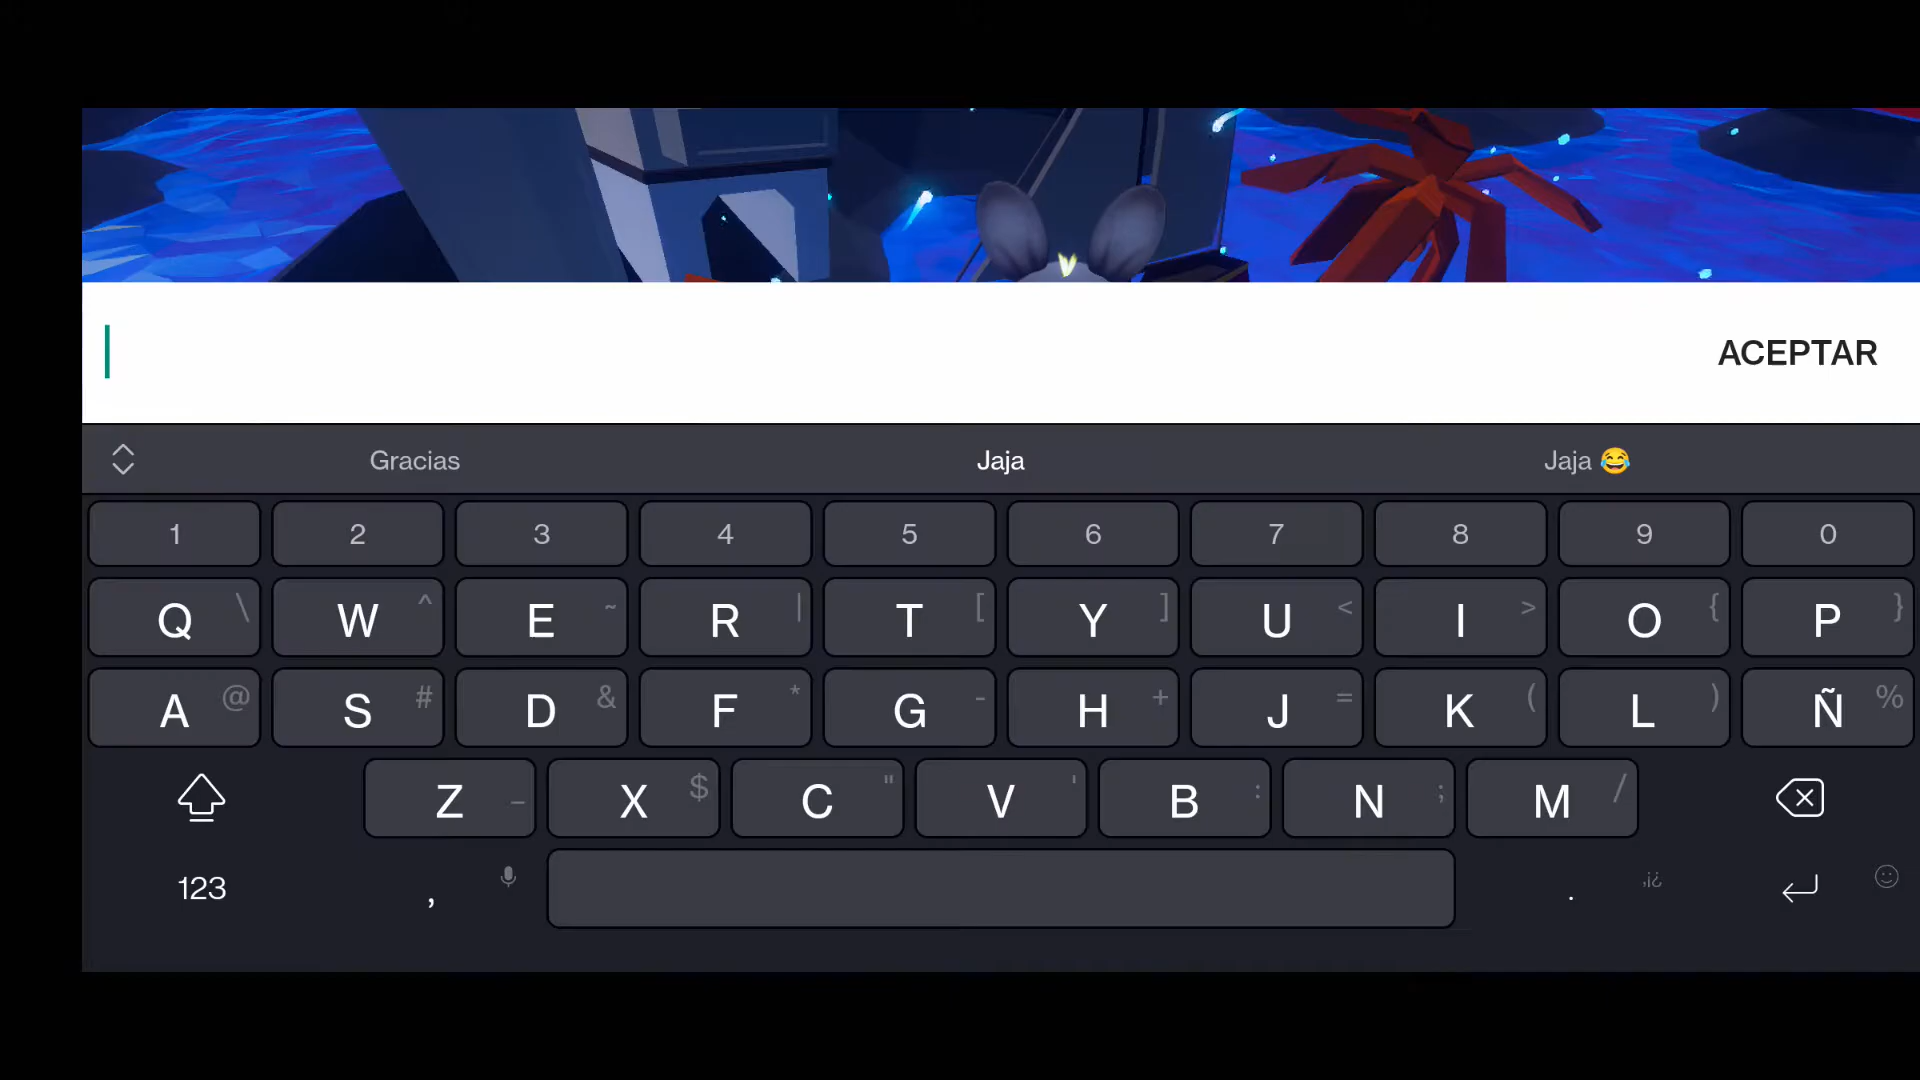 ACEPTAR
Gracias Jaja Jaja 😂
1 2 3 4 5 6 7 8 9 0
Q \ W ^ E ~ R | T [ Y ] U < I > O { P }
A @ S # D & F * G - H + J = K ( L ) Ñ %
Z _ X $ C " V ' B : N ; M /
123 , . ,¡¿